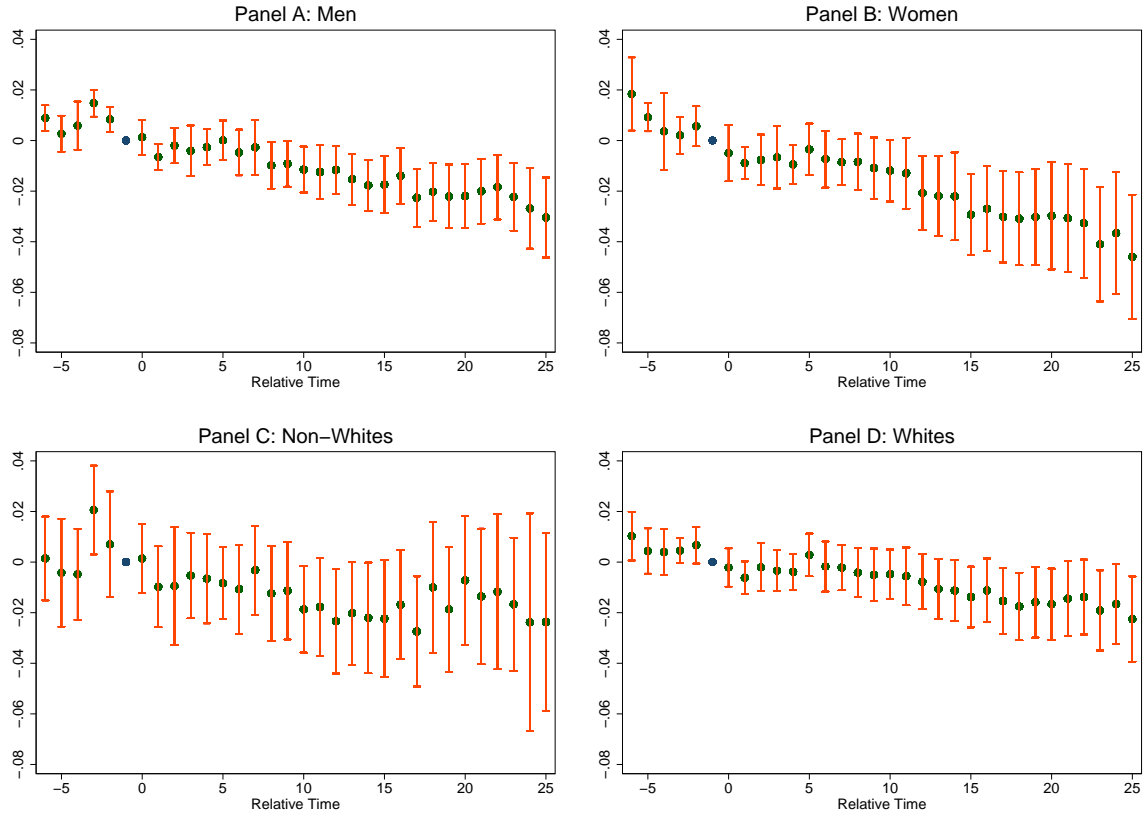 Panel A: Men
.04
.02
0
−.02
−.04
−.06
−.08
−5 0 5 10 15 20 25
Relative Time
Panel B: Women
.04
.02
0
−.02
−.04
−.06
−.08
−5 0 5 10 15 20 25
Relative Time
Panel C: Non−Whites
.04
.02
0
−.02
−.04
−.06
−.08
−5 0 5 10 15 20 25
Relative Time
Panel D: Whites
.04
.02
0
−.02
−.04
−.06
−.08
−5 0 5 10 15 20 25
Relative Time